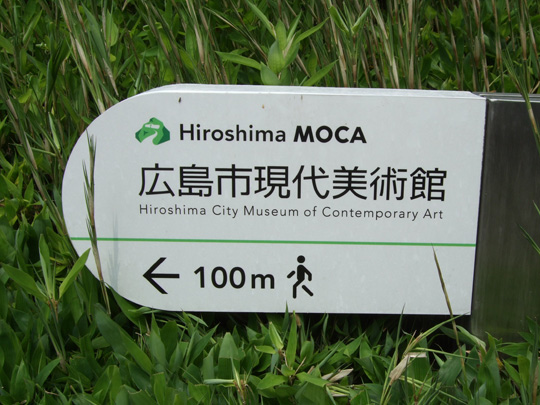 Hiroshima MOCA
広島市現代美術館
Hiroshima City Museum of Contemporary Art
← 100m